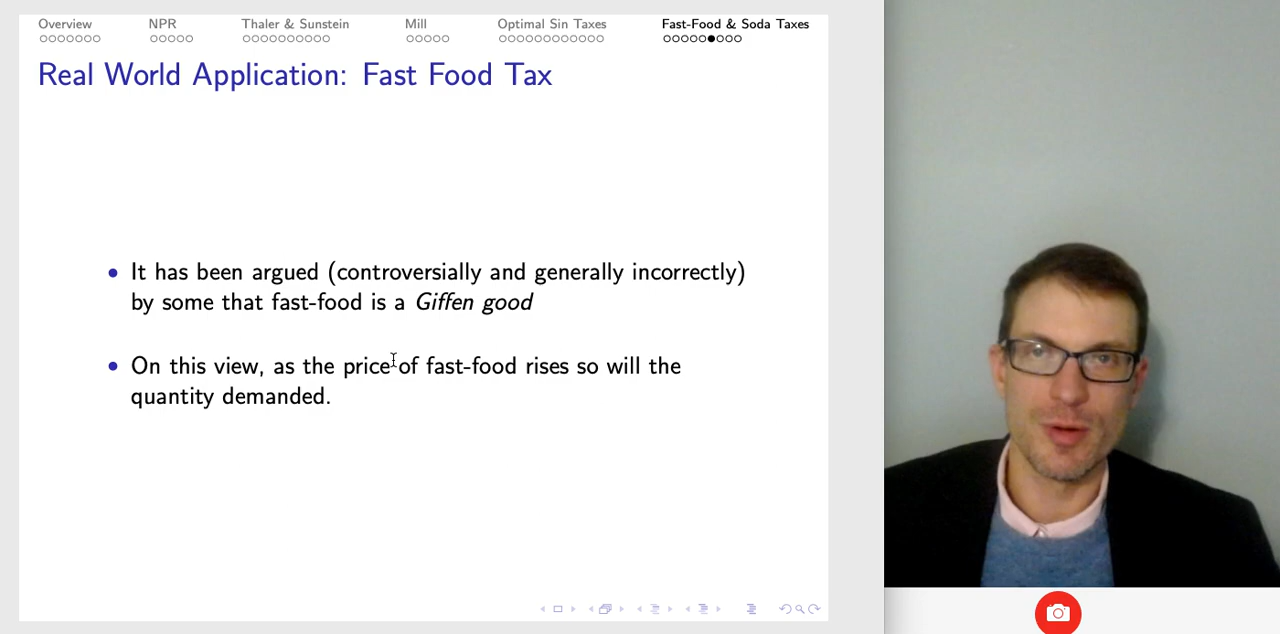 Overview NPR Thaler & Sunstein Mill Optimal Sin Taxes Fast-Food & Soda Taxes
Real World Application: Fast Food Tax
It has been argued (controversially and generally incorrectly)
by some that fast-food is a Giffen good
On this view, as the price of fast-food rises so will the
quantity demanded.